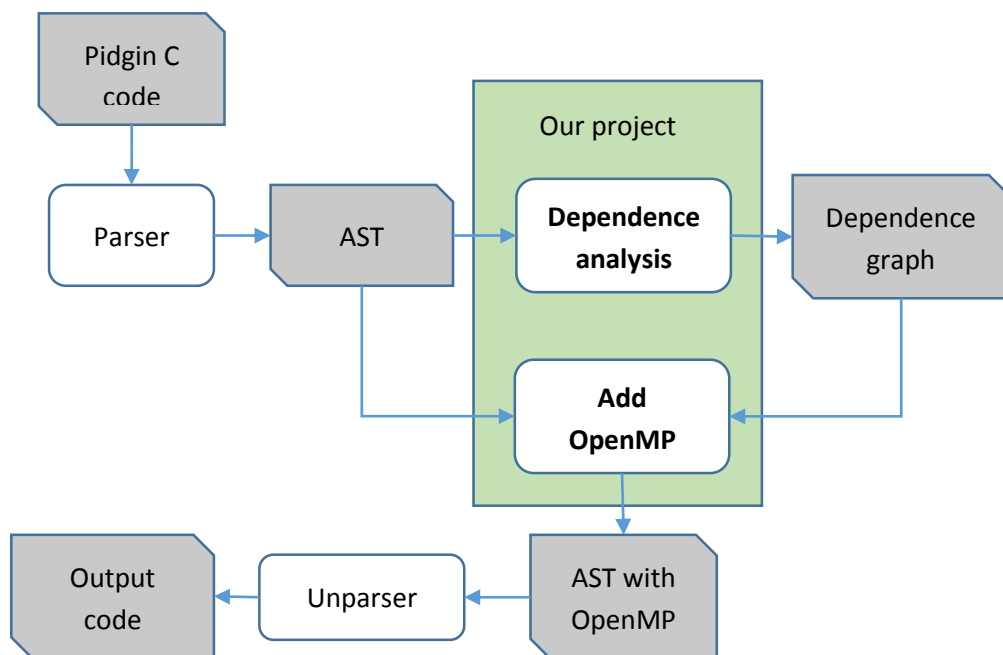 Pidgin C
code
Our project
Parser
AST
Dependence
analysis
Dependence
graph
Add
OpenMP
Output
code
Unparser
AST with
OpenMP